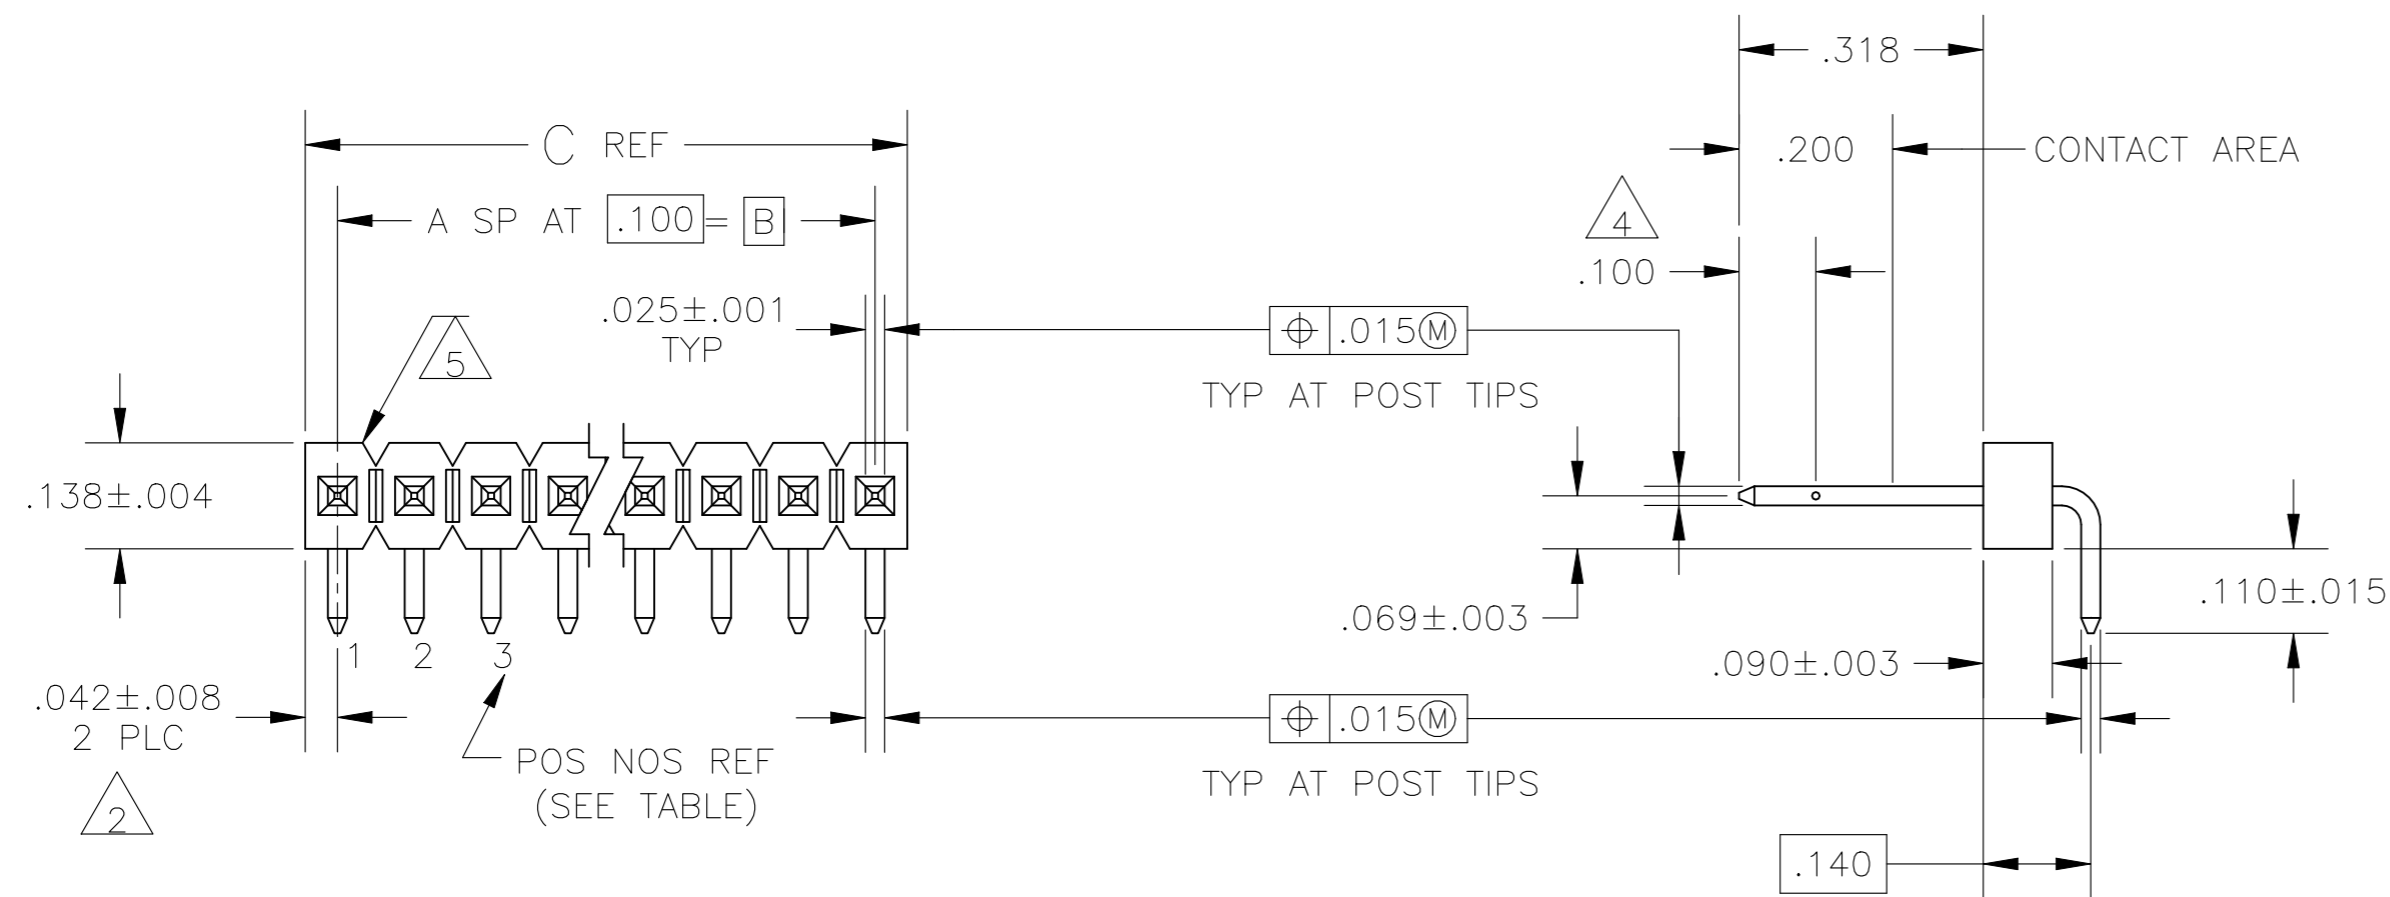 C REF
A SP AT .100 = B
.025±.001
TYP
5
.138±.004
1 2 3
.042±.008
2 PLC
2
POS NOS REF
(SEE TABLE)
⌖ .015Ⓜ
TYP AT POST TIPS
⌖ .015Ⓜ
TYP AT POST TIPS
.318
.200 CONTACT AREA
4
.100
.069±.003
.110±.015
.090±.003
.140